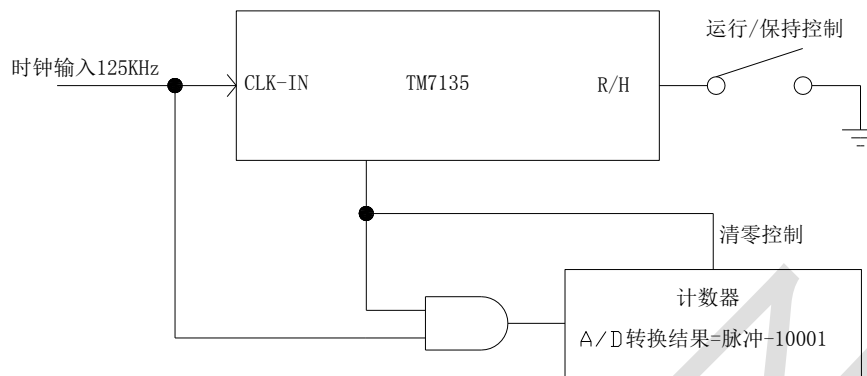 运行/保持控制
时钟输入125KHz
CLK-IN
TM7135
R/H
清零控制
计数器
A/D转换结果=脉冲-10001